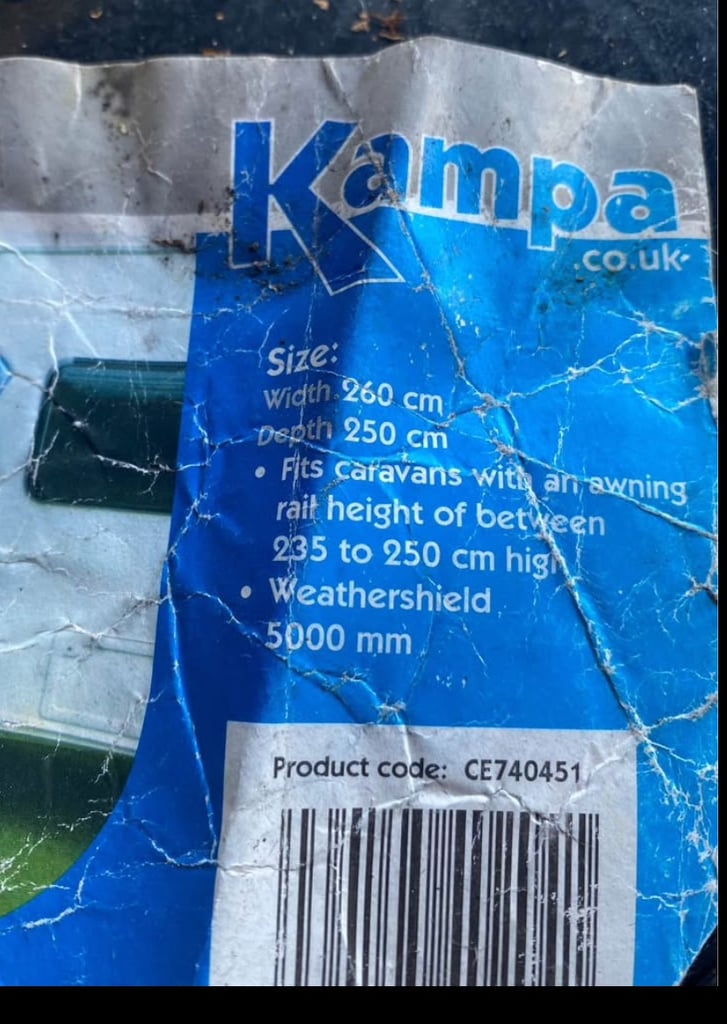 Kampa
.co.uk
Size:
Width 260 cm
Depth 250 cm
• Fits caravans with an awning
rail height of between
235 to 250 cm high
• Weathershield
5000 mm
Product code: CE740451